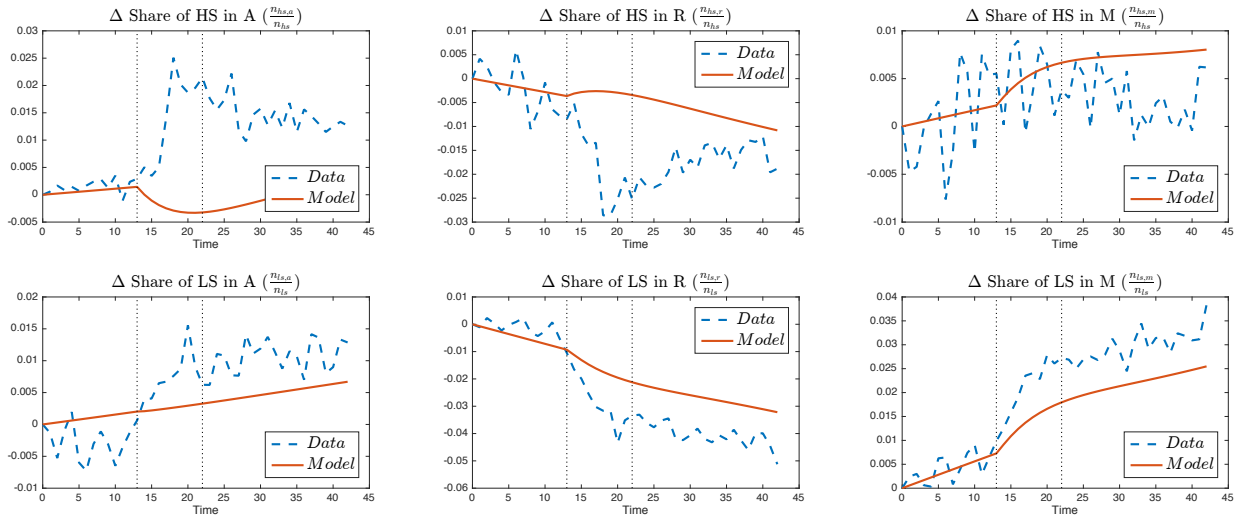 Δ Share of HS in A (n_{hs,a}/n_{hs})
0.03
0.025
0.02
0.015
0.01
0.005
0
-0.005
0 5 10 15 20 25 30 35 40 45
Time
Data
Model
Δ Share of HS in R (n_{hs,r}/n_{hs})
0.01
0.005
0
-0.005
-0.01
-0.015
-0.02
-0.025
-0.03
0 5 10 15 20 25 30 35 40 45
Time
Data
Model
Δ Share of HS in M (n_{hs,m}/n_{hs})
0.01
0.005
0
-0.005
-0.01
0 5 10 15 20 25 30 35 40 45
Time
Data
Model
Δ Share of LS in A (n_{ls,a}/n_{ls})
0.02
0.015
0.01
0.005
0
-0.005
-0.01
0 5 10 15 20 25 30 35 40 45
Time
Data
Model
Δ Share of LS in R (n_{ls,r}/n_{ls})
0.01
0
-0.01
-0.02
-0.03
-0.04
-0.05
-0.06
0 5 10 15 20 25 30 35 40 45
Time
Data
Model
Δ Share of LS in M (n_{ls,m}/n_{ls})
0.04
0.035
0.03
0.025
0.02
0.015
0.01
0.005
0
0 5 10 15 20 25 30 35 40 45
Time
Data
Model